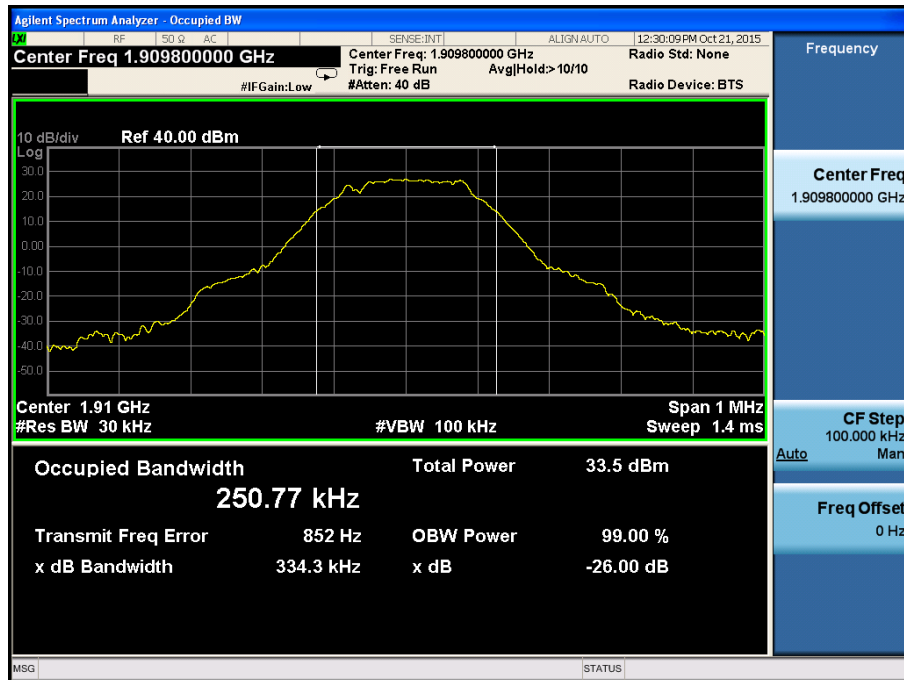 Agilent Spectrum Analyzer - Occupied BW
LXI RF 50 Ω AC SENSE:INT ALIGN AUTO 12:30:09 PM Oct 21, 2015
Center Freq 1.909800000 GHz
#IFGain:Low
Center Freq: 1.909800000 GHz
Trig: Free Run Avg|Hold:>10/10
#Atten: 40 dB
Radio Std: None
Radio Device: BTS
10 dB/div Ref 40.00 dBm
Log
30.0
20.0
10.0
0.00
-10.0
-20.0
-30.0
-40.0
-50.0
Center 1.91 GHz Span 1 MHz
#Res BW 30 kHz #VBW 100 kHz Sweep 1.4 ms
Occupied Bandwidth Total Power 33.5 dBm
250.77 kHz
Transmit Freq Error 852 Hz OBW Power 99.00 %
x dB Bandwidth 334.3 kHz x dB -26.00 dB
MSG STATUS
Frequency
Center Freq
1.909800000 GHz
CF Step
100.000 kHz
Auto Man
Freq Offset
0 Hz